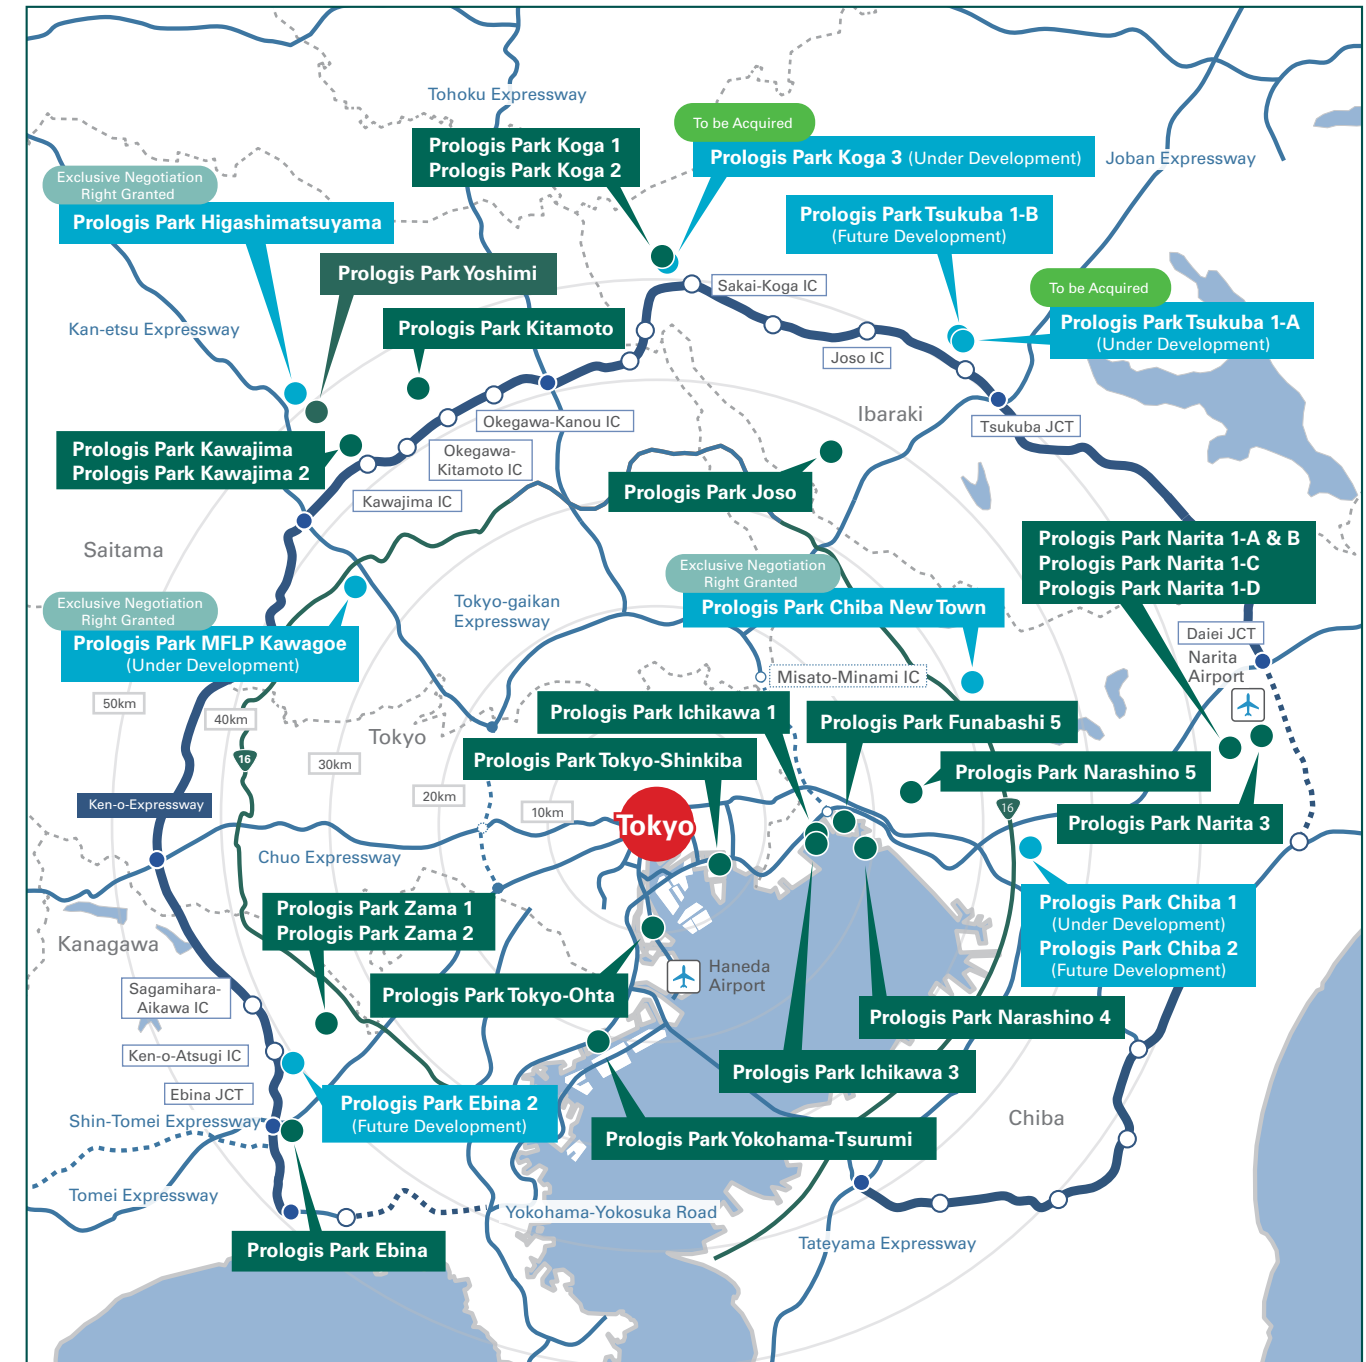 Tohoku Expressway
To be Acquired
Prologis Park Koga 1
Prologis Park Koga 2
Prologis Park Koga 3 (Under Development)
Joban Expressway
Exclusive Negotiation
Right Granted
Prologis Park Higashimatsuyama
Prologis Park Tsukuba 1-B
(Future Development)
Prologis Park Yoshimi
Sakai-Koga IC
To be Acquired
Prologis Park Tsukuba 1-A
(Under Development)
Kan-etsu Expressway
Prologis Park Kitamoto
Joso IC
Ibaraki
Okegawa-Kanou IC
Tsukuba JCT
Prologis Park Kawajima
Prologis Park Kawajima 2
Okegawa-
Kitamoto IC
Kawajima IC
Prologis Park Joso
Saitama
Prologis Park Narita 1-A & B
Prologis Park Narita 1-C
Prologis Park Narita 1-D
Exclusive Negotiation
Right Granted
Prologis Park Chiba New Town
Exclusive Negotiation
Right Granted
Prologis Park MFLP Kawagoe
(Under Development)
Tokyo-gaikan
Expressway
Daiei JCT
Narita
Airport
Misato-Minami IC
50km
40km
30km
20km
10km
Tokyo
16
Prologis Park Ichikawa 1
Prologis Park Funabashi 5
Prologis Park Tokyo-Shinkiba
Prologis Park Narashino 5
Ken-o-Expressway
16
Prologis Park Narita 3
Tokyo
Chuo Expressway
Prologis Park Zama 1
Prologis Park Zama 2
Prologis Park Chiba 1
(Under Development)
Prologis Park Chiba 2
(Future Development)
Kanagawa
Haneda
Airport
Sagamihara-
Aikawa IC
Prologis Park Tokyo-Ohta
Prologis Park Narashino 4
Ken-o-Atsugi IC
Prologis Park Ichikawa 3
Ebina JCT
Prologis Park Ebina 2
(Future Development)
Shin-Tomei Expressway
Chiba
Prologis Park Yokohama-Tsurumi
Tomei Expressway
Yokohama-Yokosuka Road
Prologis Park Ebina
Tateyama Expressway